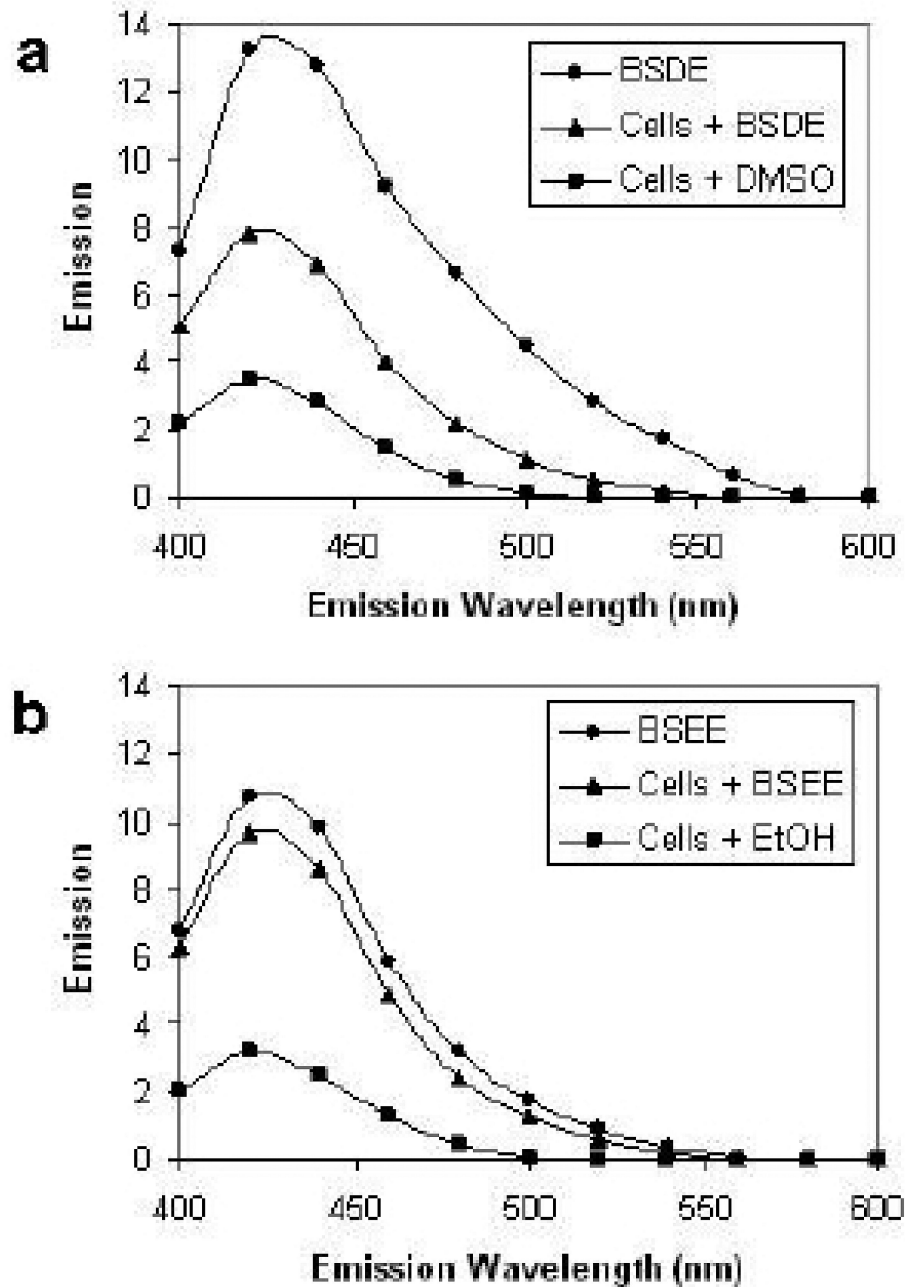 a
14
12
10
8
6
4
2
0
Emission
BSDE
Cells + BSDE
Cells + DMSO
400 450 500 550 600
Emission Wavelength (nm)
b
14
12
10
8
6
4
2
0
Emission
BSEE
Cells + BSEE
Cells + EtOH
400 450 500 550 600
Emission Wavelength (nm)